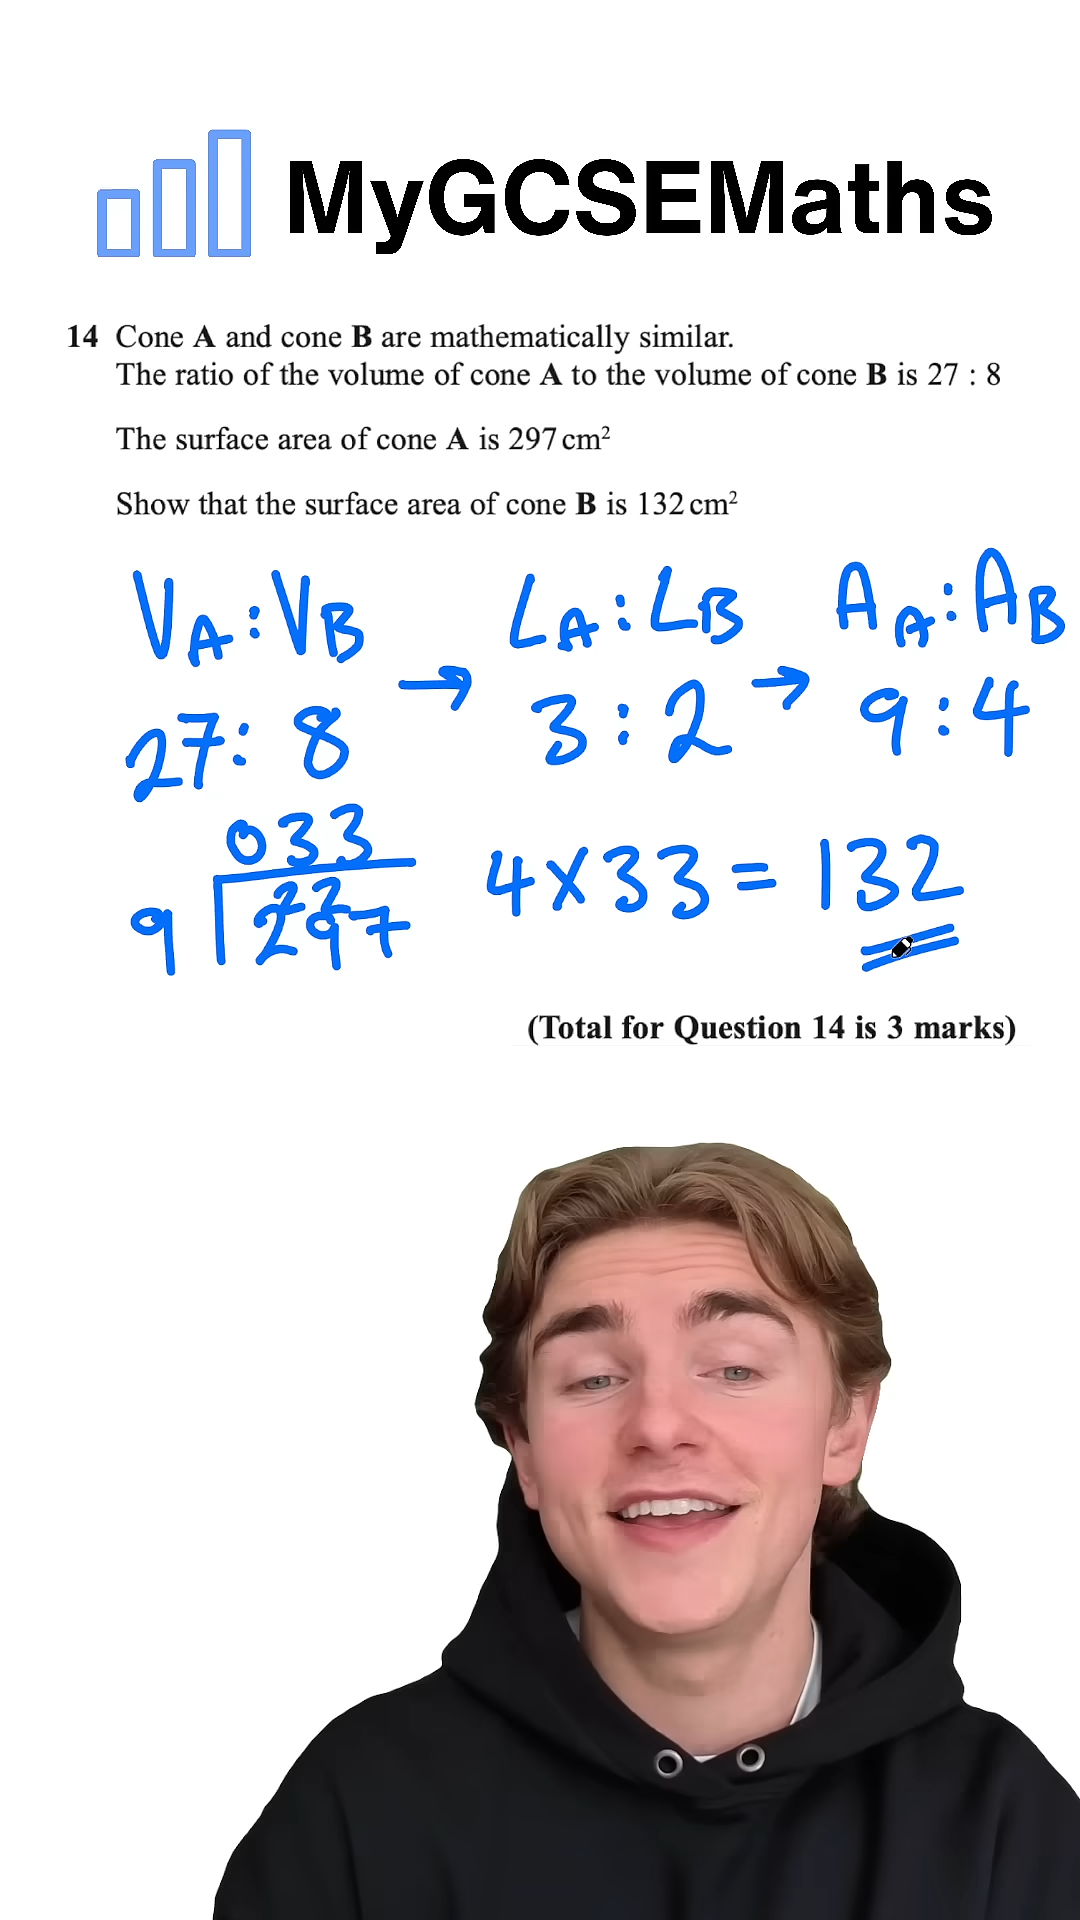 MyGCSEMaths
14 Cone A and cone B are mathematically similar.
The ratio of the volume of cone A to the volume of cone B is 27 : 8
The surface area of cone A is 297 cm²
Show that the surface area of cone B is 132 cm²
VA:VB LA:LB AA:AB
27: 8 → 3:2 → 9:4
033
9 2²9²7 4×33=132
(Total for Question 14 is 3 marks)